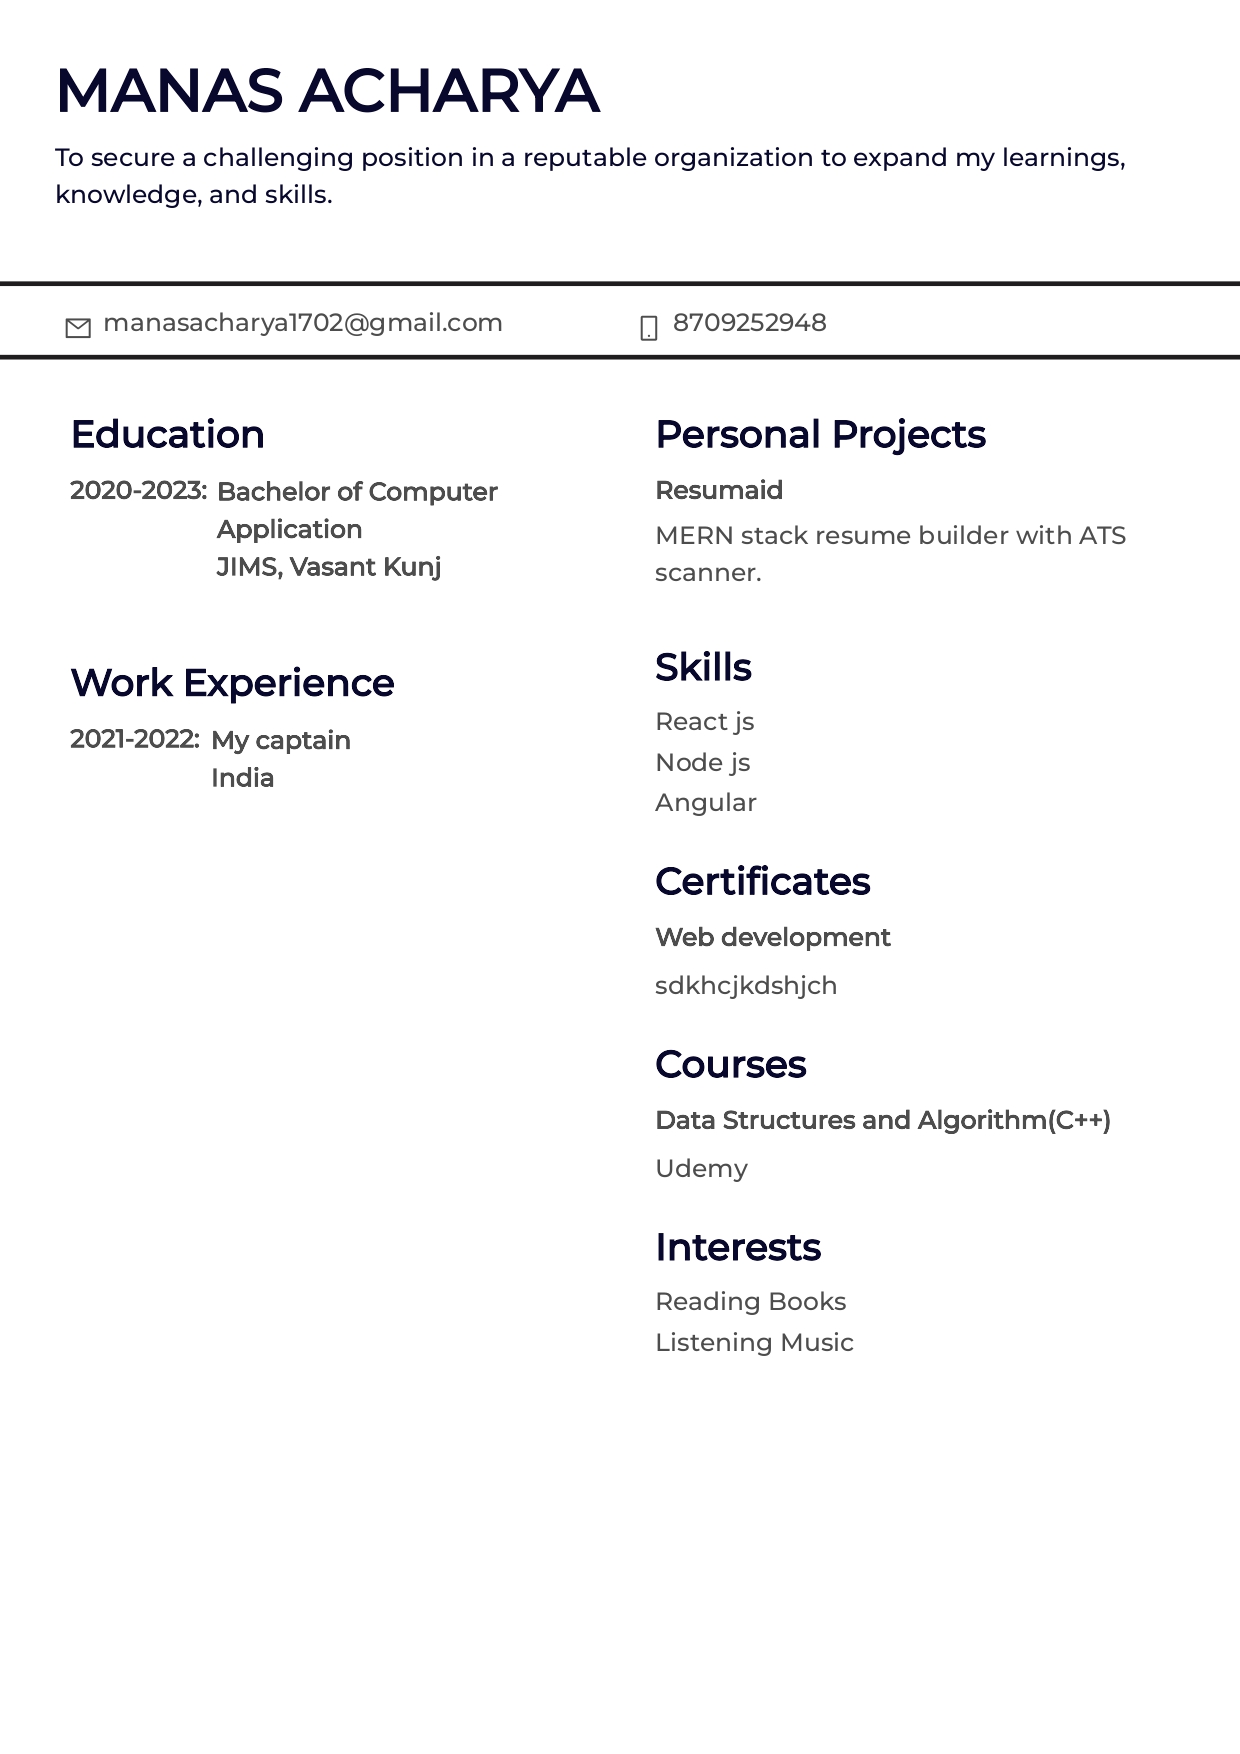 MANAS ACHARYA
To secure a challenging position in a reputable organization to expand my learnings,
knowledge, and skills.
manasacharya1702@gmail.com
8709252948
Education
2020-2023: Bachelor of Computer
Application
JIMS, Vasant Kunj
Work Experience
2021-2022: My captain
India
Personal Projects
Resumaid
MERN stack resume builder with ATS
scanner.
Skills
React js
Node js
Angular
Certificates
Web development
sdkhcjkdshjch
Courses
Data Structures and Algorithm(C++)
Udemy
Interests
Reading Books
Listening Music